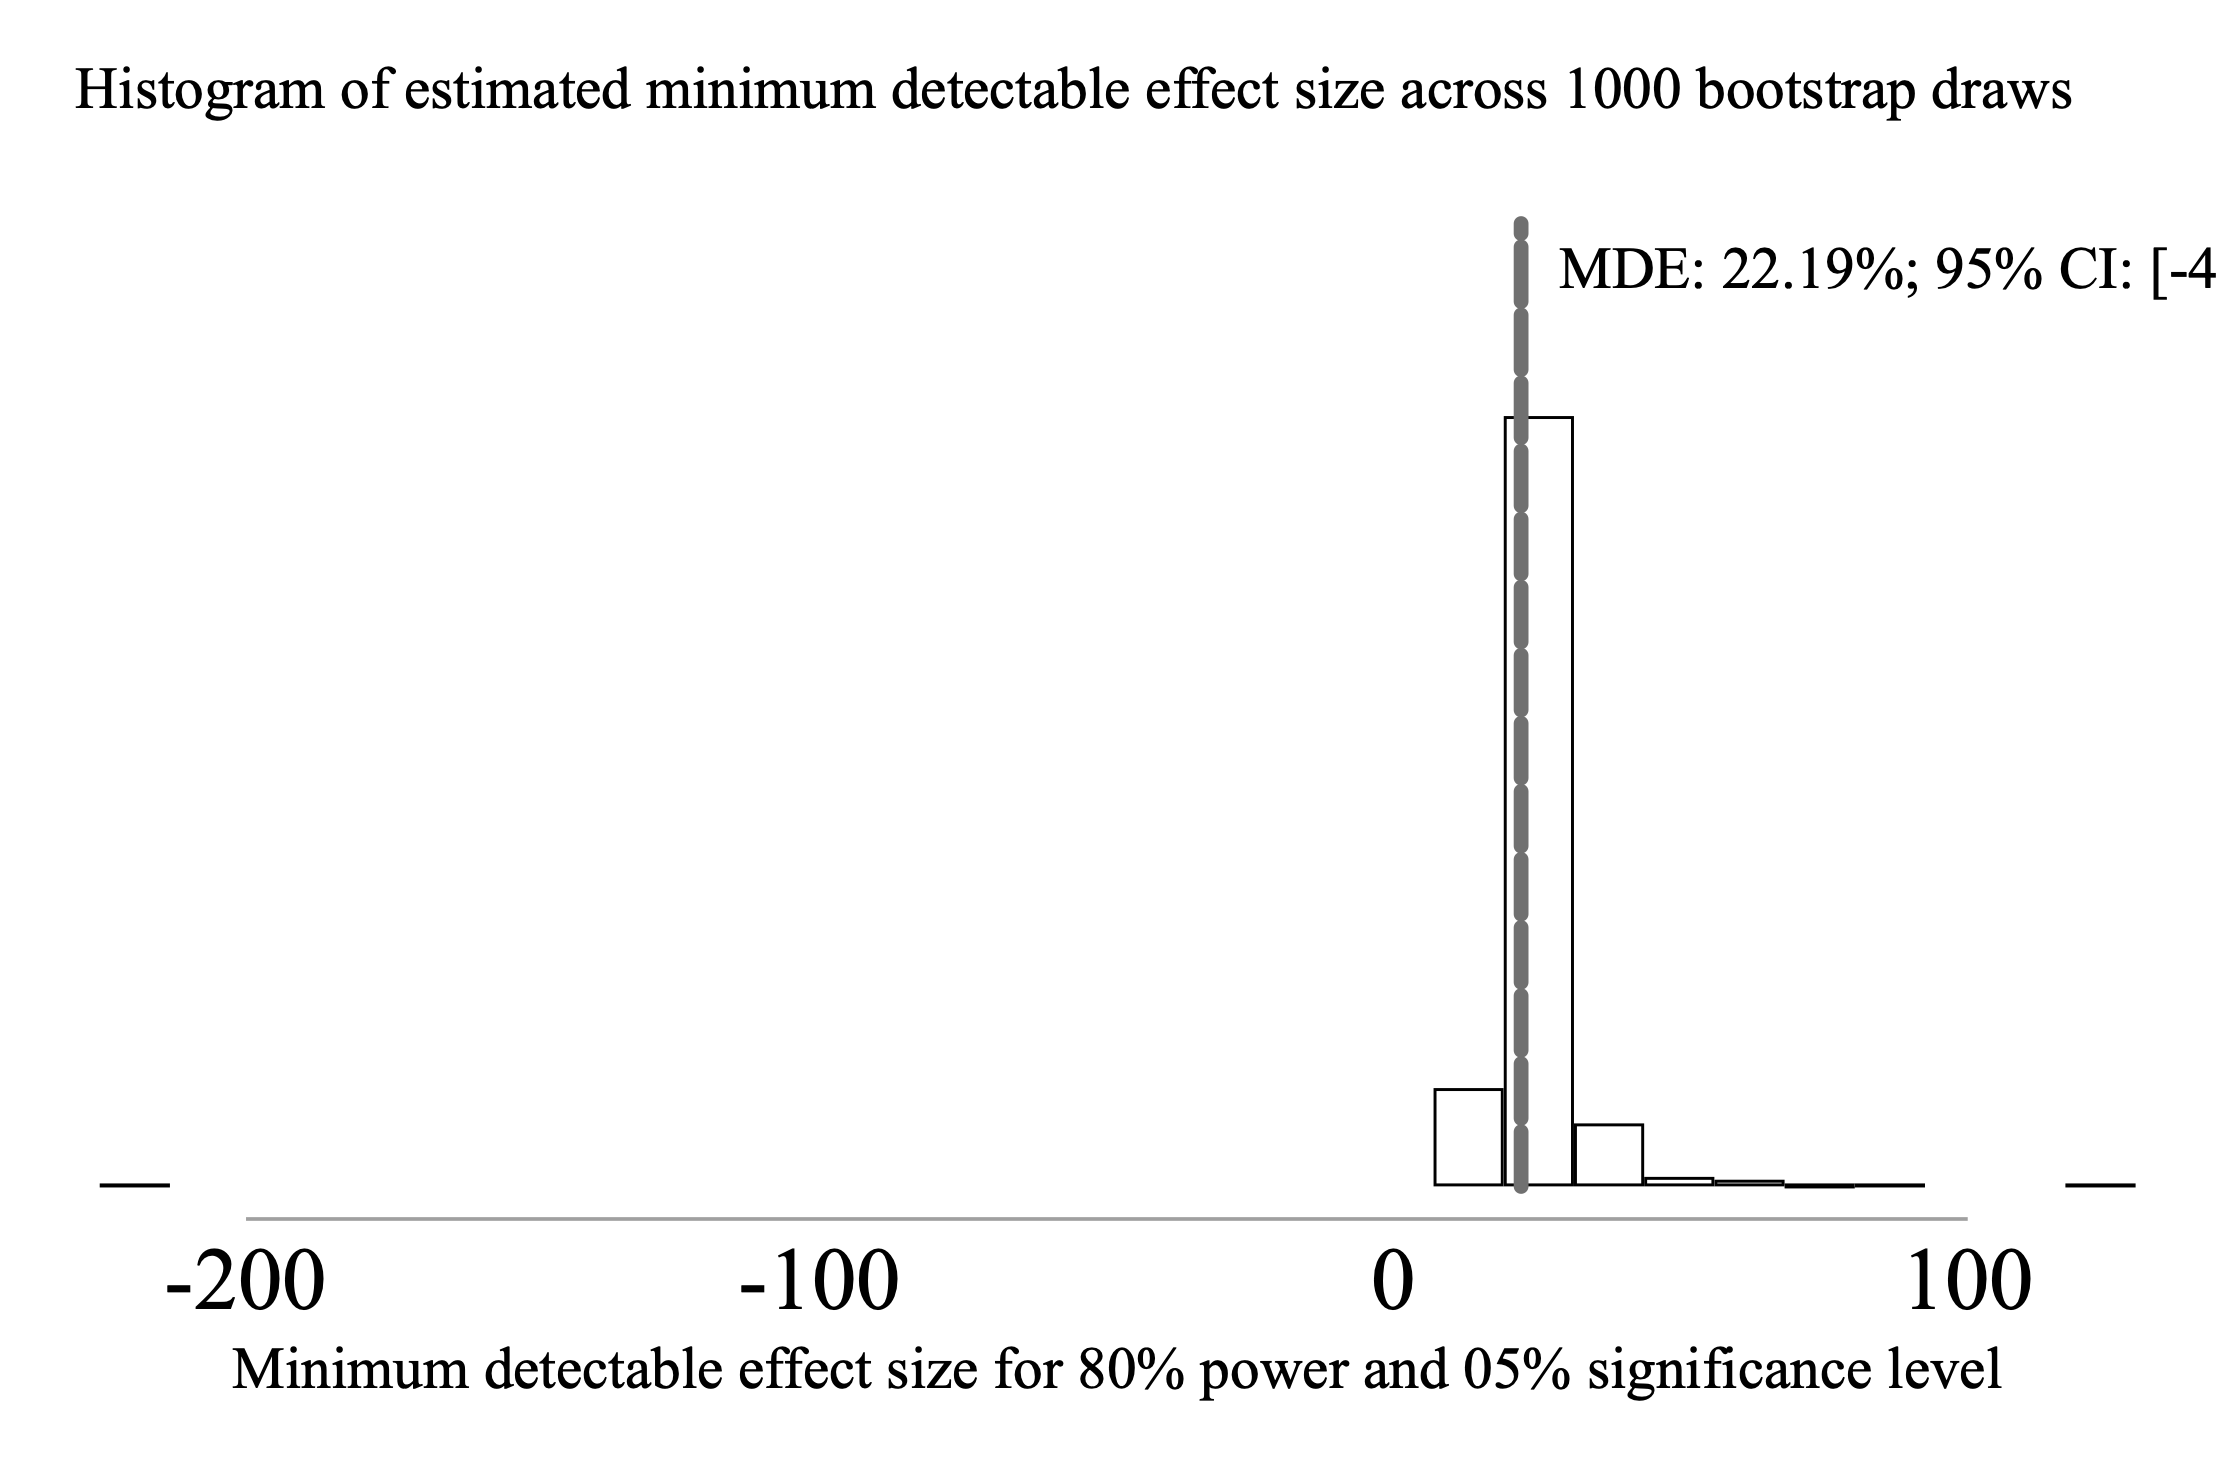 Histogram of estimated minimum detectable effect size across 1000 bootstrap draws
MDE: 22.19%; 95% CI: [-4
-200 -100 0 100
Minimum detectable effect size for 80% power and 05% significance level